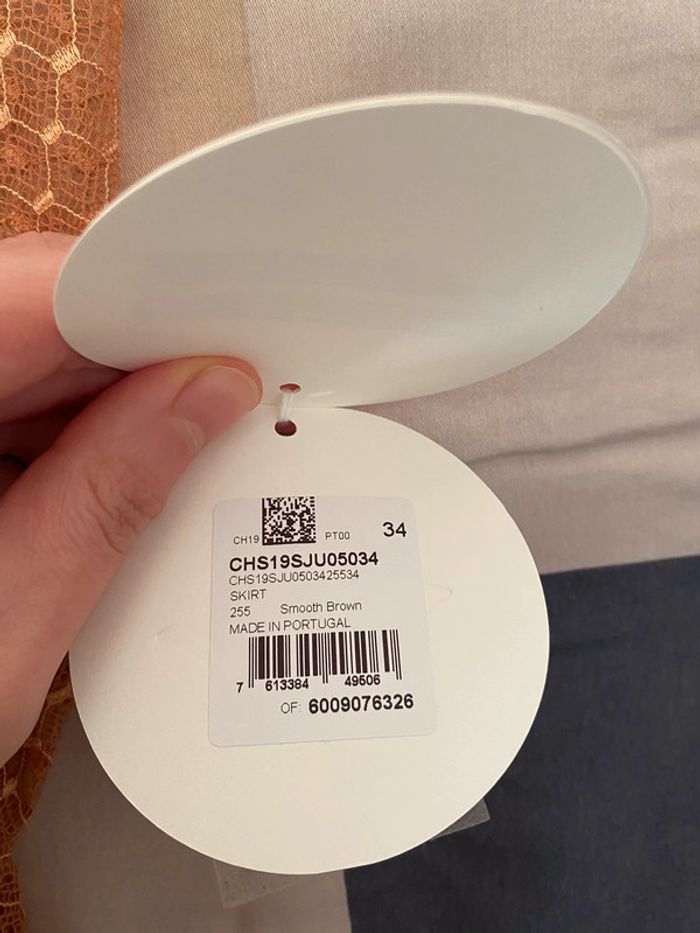 CH19 PT00 34
CHS19SJU05034
CHS19SJU0503425534
SKIRT
255 Smooth Brown
MADE IN PORTUGAL
7 613384 49506
OF: 6009076326